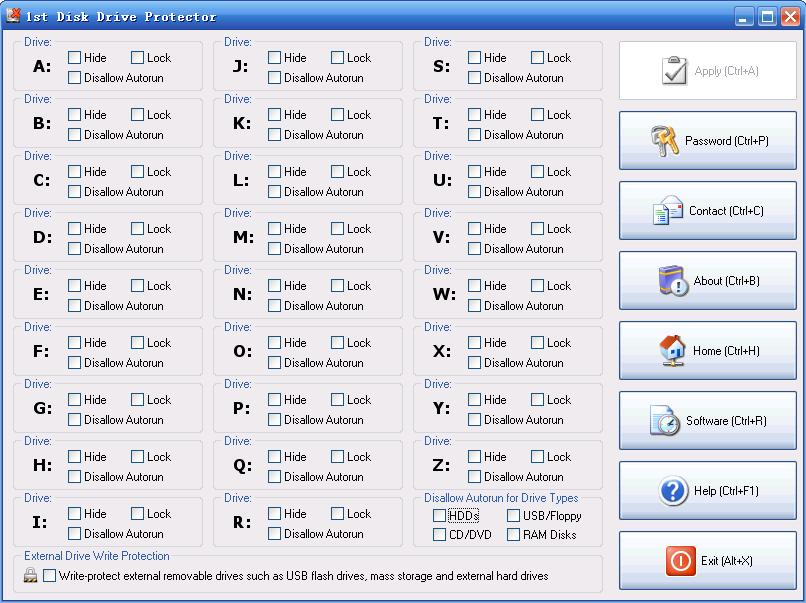 1st Disk Drive Protector
Drive:
A: Hide Lock
Disallow Autorun
Drive:
B: Hide Lock
Disallow Autorun
Drive:
C: Hide Lock
Disallow Autorun
Drive:
D: Hide Lock
Disallow Autorun
Drive:
E: Hide Lock
Disallow Autorun
Drive:
F: Hide Lock
Disallow Autorun
Drive:
G: Hide Lock
Disallow Autorun
Drive:
H: Hide Lock
Disallow Autorun
Drive:
I: Hide Lock
Disallow Autorun
Drive:
J: Hide Lock
Disallow Autorun
Drive:
K: Hide Lock
Disallow Autorun
Drive:
L: Hide Lock
Disallow Autorun
Drive:
M: Hide Lock
Disallow Autorun
Drive:
N: Hide Lock
Disallow Autorun
Drive:
O: Hide Lock
Disallow Autorun
Drive:
P: Hide Lock
Disallow Autorun
Drive:
Q: Hide Lock
Disallow Autorun
Drive:
R: Hide Lock
Disallow Autorun
Drive:
S: Hide Lock
Disallow Autorun
Drive:
T: Hide Lock
Disallow Autorun
Drive:
U: Hide Lock
Disallow Autorun
Drive:
V: Hide Lock
Disallow Autorun
Drive:
W: Hide Lock
Disallow Autorun
Drive:
X: Hide Lock
Disallow Autorun
Drive:
Y: Hide Lock
Disallow Autorun
Drive:
Z: Hide Lock
Disallow Autorun
Disallow Autorun for Drive Types
HDDs USB/Floppy
CD/DVD RAM Disks
External Drive Write Protection
Write-protect external removable drives such as USB flash drives, mass storage and external hard drives
Apply (Ctrl+A)
Password (Ctrl+P)
Contact (Ctrl+C)
About (Ctrl+B)
Home (Ctrl+H)
Software (Ctrl+R)
Help (Ctrl+F1)
Exit (Alt+X)